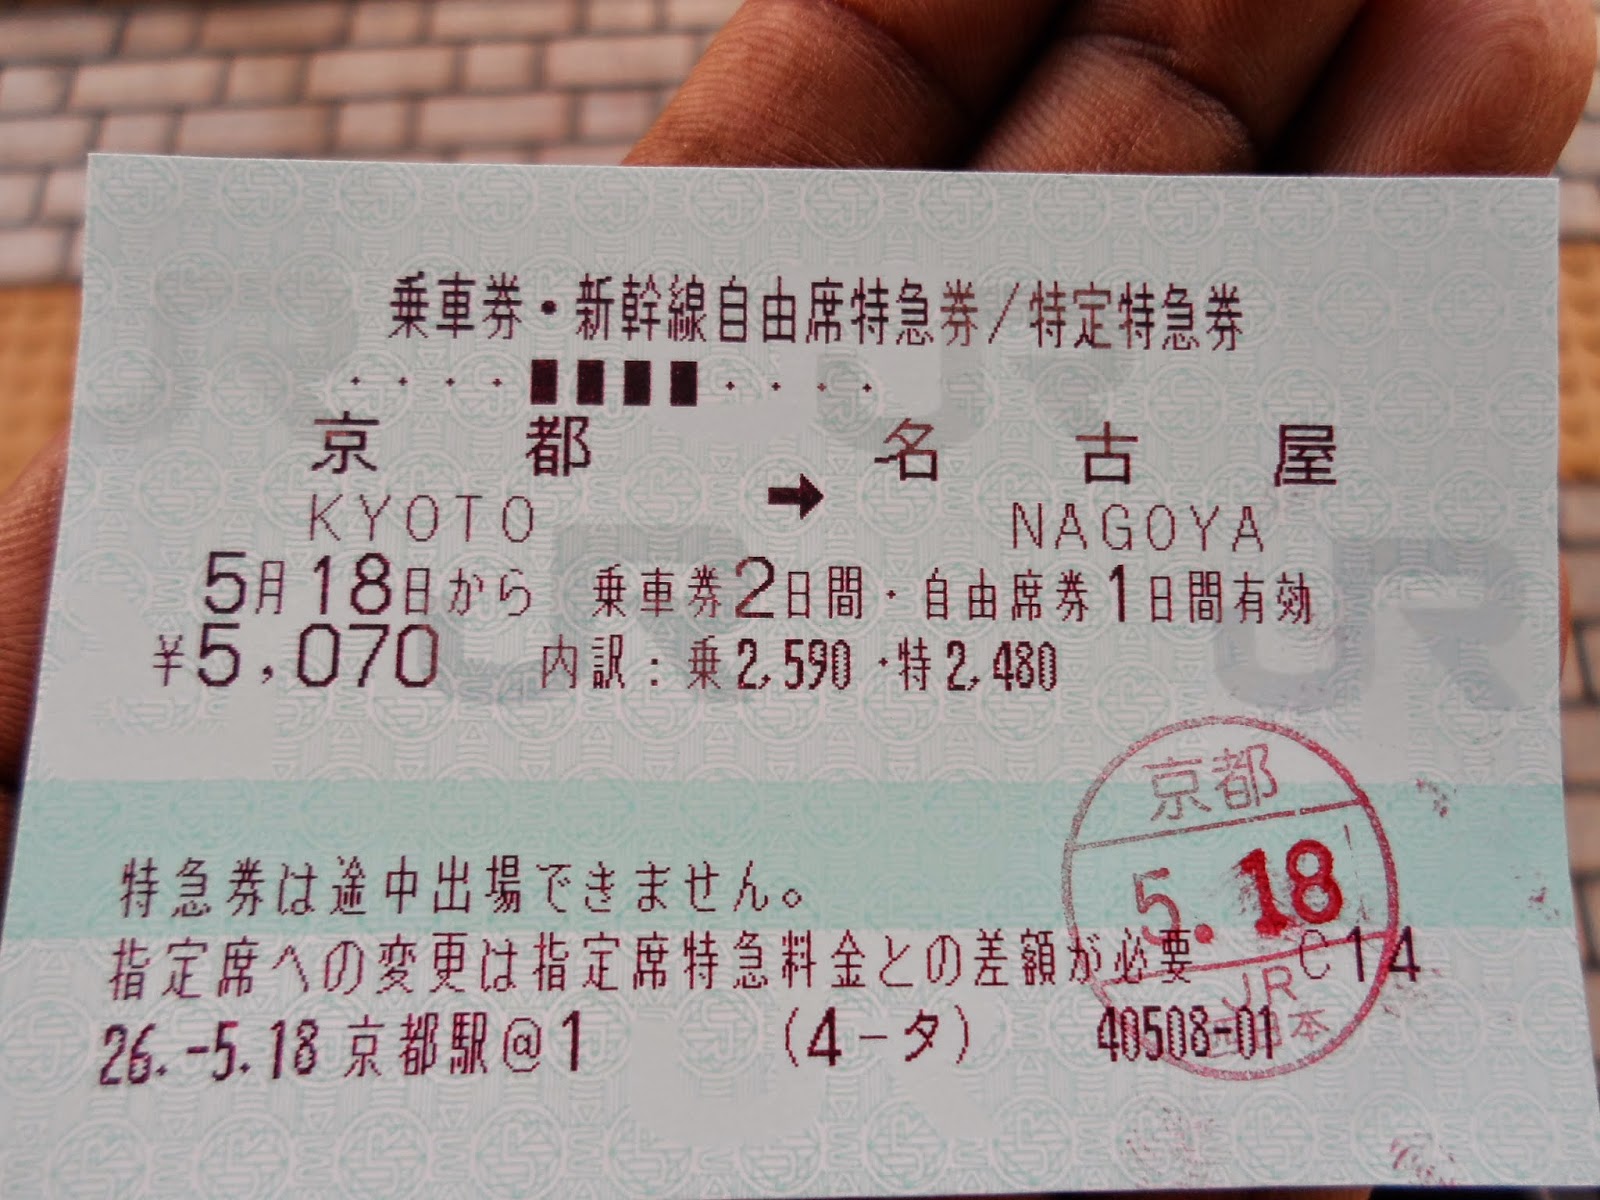 乗車券・新幹線自由席特急券/特定特急券
京都 → 名古屋
KYOTO NAGOYA
5月18日から 乗車券2日間・自由席券1日間有効
¥5,070 内訳:乗2,590・特2,480
特急券は途中出場できません。
指定席への変更は指定席特急料金との差額が必要 C14
26.-5.18 京都駅@1 (4-タ) 40508-01
京都
5.18
JR
西日本